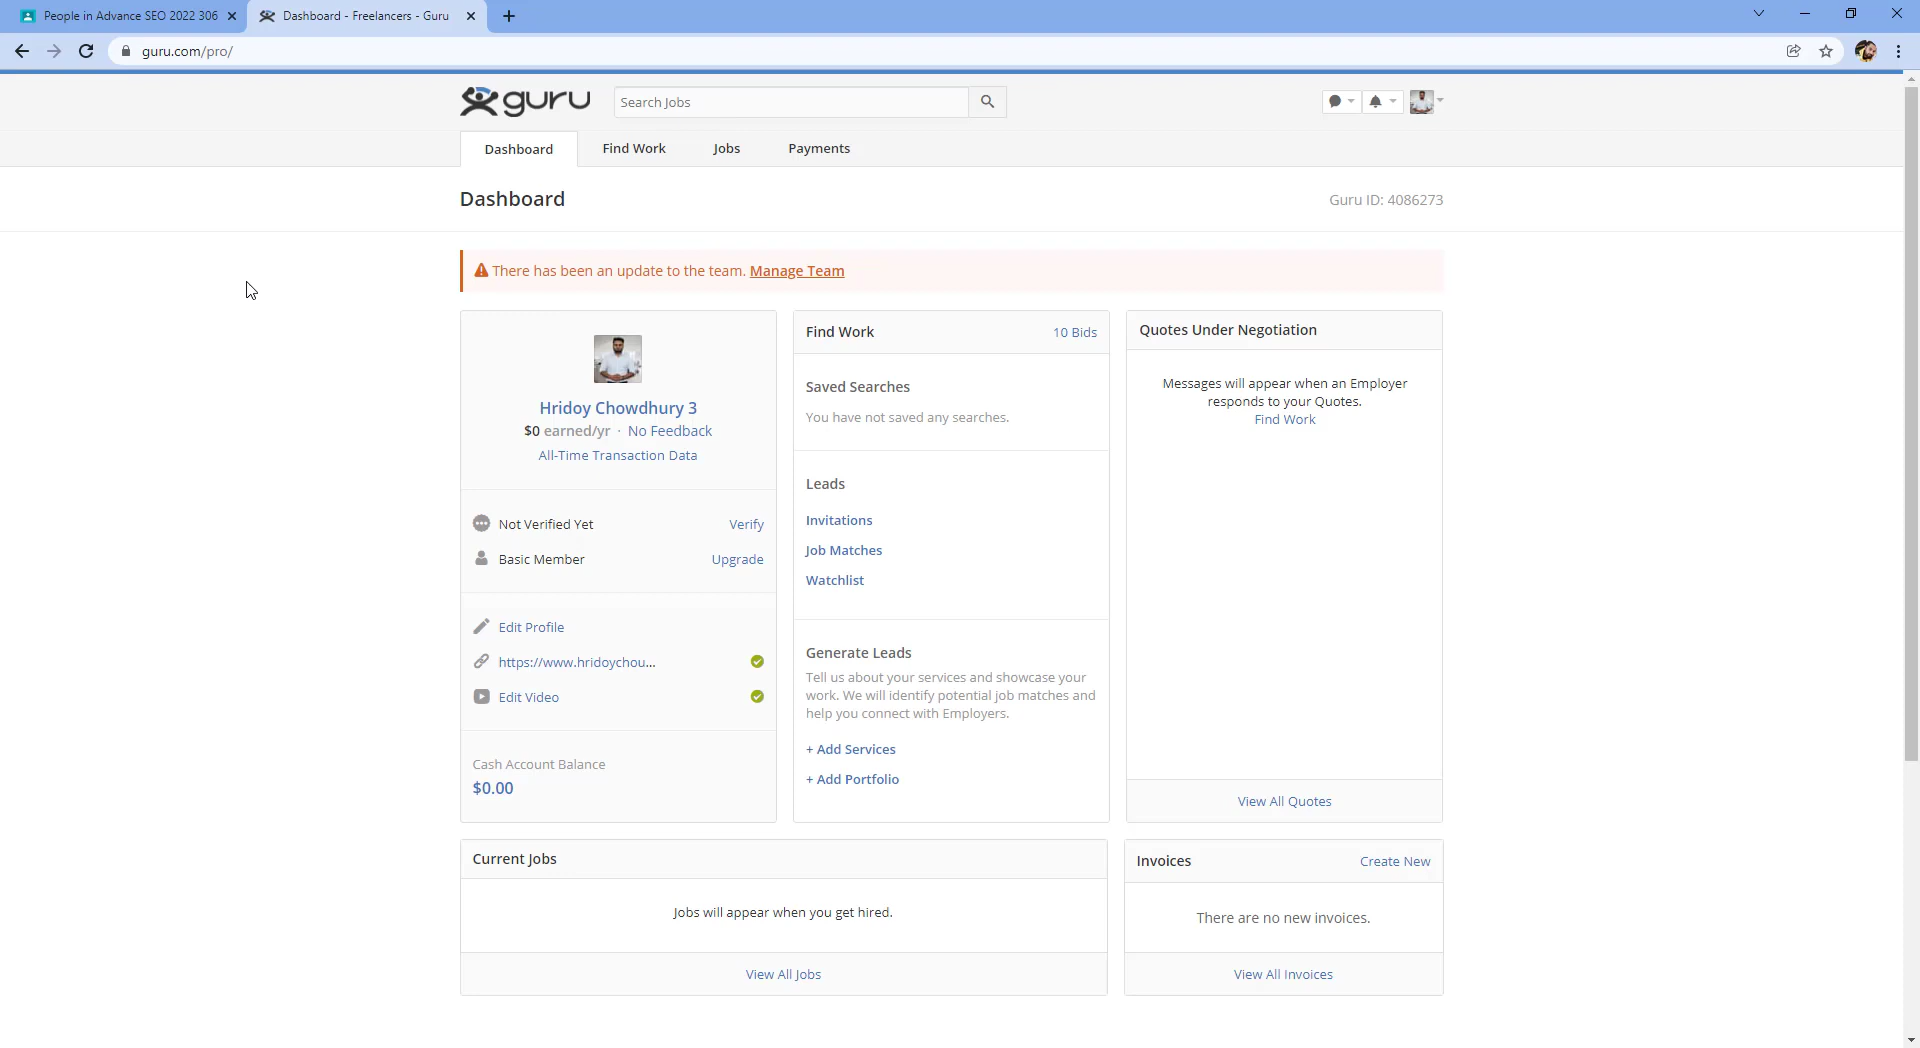 People in Advance SEO 2022 306
Dashboard - Freelancers - Guru
guru.com/pro/
guru
Search Jobs
Dashboard
Find Work
Jobs
Payments
Dashboard
Guru ID: 4086273
There has been an update to the team. Manage Team
Hridoy Chowdhury 3
$0 earned/yr · No Feedback
All-Time Transaction Data
Not Verified Yet
Verify
Basic Member
Upgrade
Edit Profile
https://www.hridoychou...
Edit Video
Cash Account Balance
$0.00
Find Work
10 Bids
Saved Searches
You have not saved any searches.
Leads
Invitations
Job Matches
Watchlist
Generate Leads
Tell us about your services and showcase your
work. We will identify potential job matches and
help you connect with Employers.
+ Add Services
+ Add Portfolio
Quotes Under Negotiation
Messages will appear when an Employer
responds to your Quotes.
Find Work
View All Quotes
Current Jobs
Jobs will appear when you get hired.
View All Jobs
Invoices
Create New
There are no new invoices.
View All Invoices